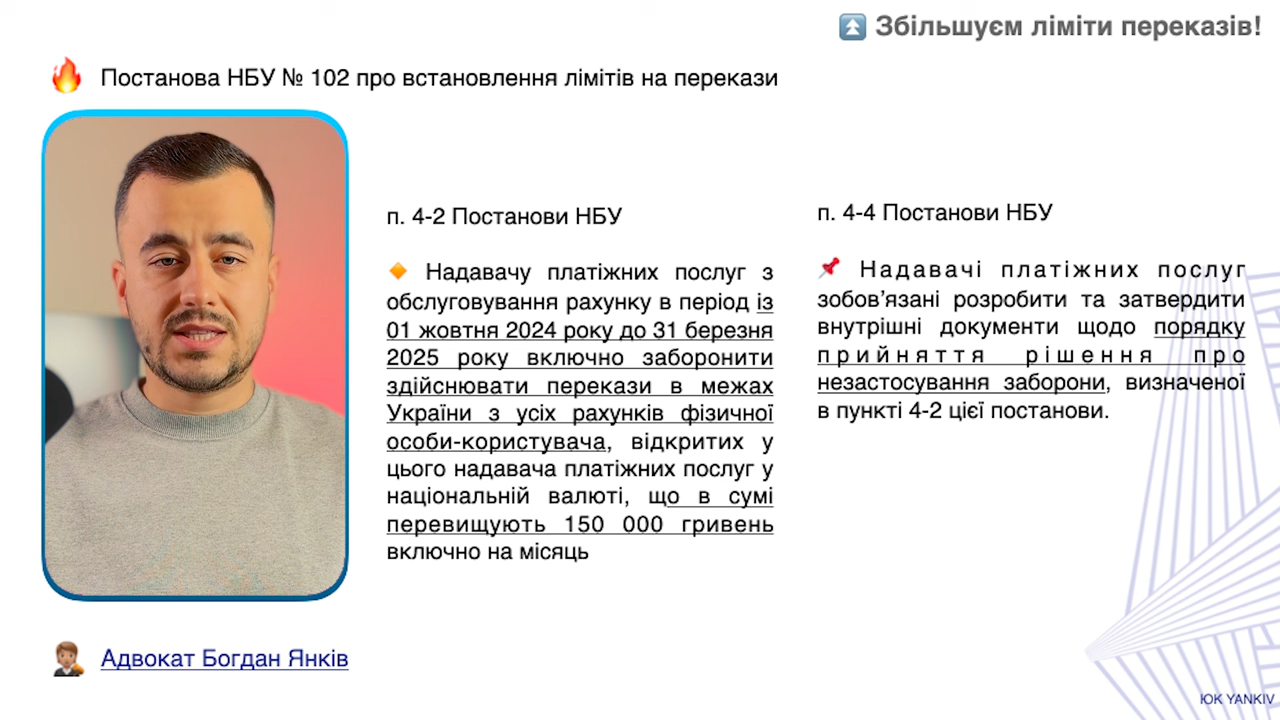 Збільшуєм ліміти переказів!
Постанова НБУ № 102 про встановлення лімітів на перекази
п. 4-2 Постанови НБУ
Надавачу платіжних послуг з
обслуговування рахунку в період із
01 жовтня 2024 року до 31 березня
2025 року включно заборонити
здійснювати перекази в межах
України з усіх рахунків фізичної
особи-користувача, відкритих у
цього надавача платіжних послуг у
національній валюті, що в сумі
перевищують 150 000 гривень
включно на місяць
п. 4-4 Постанови НБУ
Надавачі платіжних послуг
зобов’язані розробити та затвердити
внутрішні документи щодо порядку
прийняття рішення про
незастосування заборони, визначеної
в пункті 4-2 цієї постанови.
Адвокат Богдан Янків
ЮК YANKIV